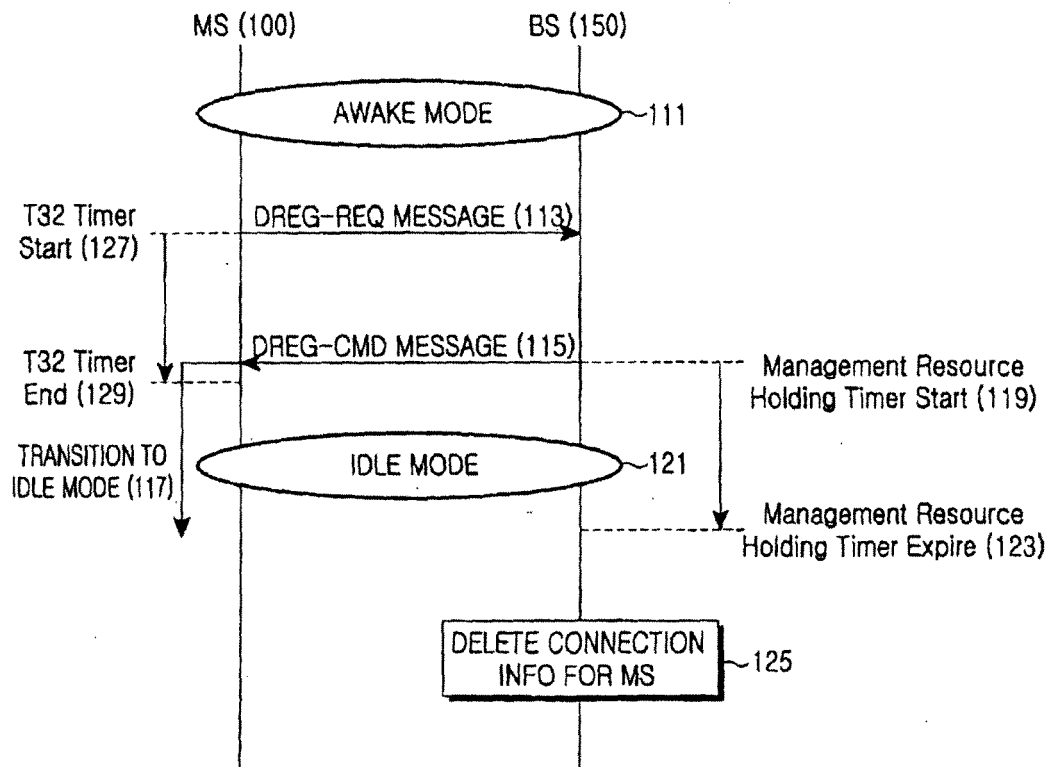 MS (100)
BS (150)
AWAKE MODE
111
T32 Timer
Start (127)
DREG-REQ MESSAGE (113)
DREG-CMD MESSAGE (115)
T32 Timer
End (129)
Management Resource
Holding Timer Start (119)
TRANSITION TO
IDLE MODE (117)
IDLE MODE
121
Management Resource
Holding Timer Expire (123)
DELETE CONNECTION
INFO FOR MS
125